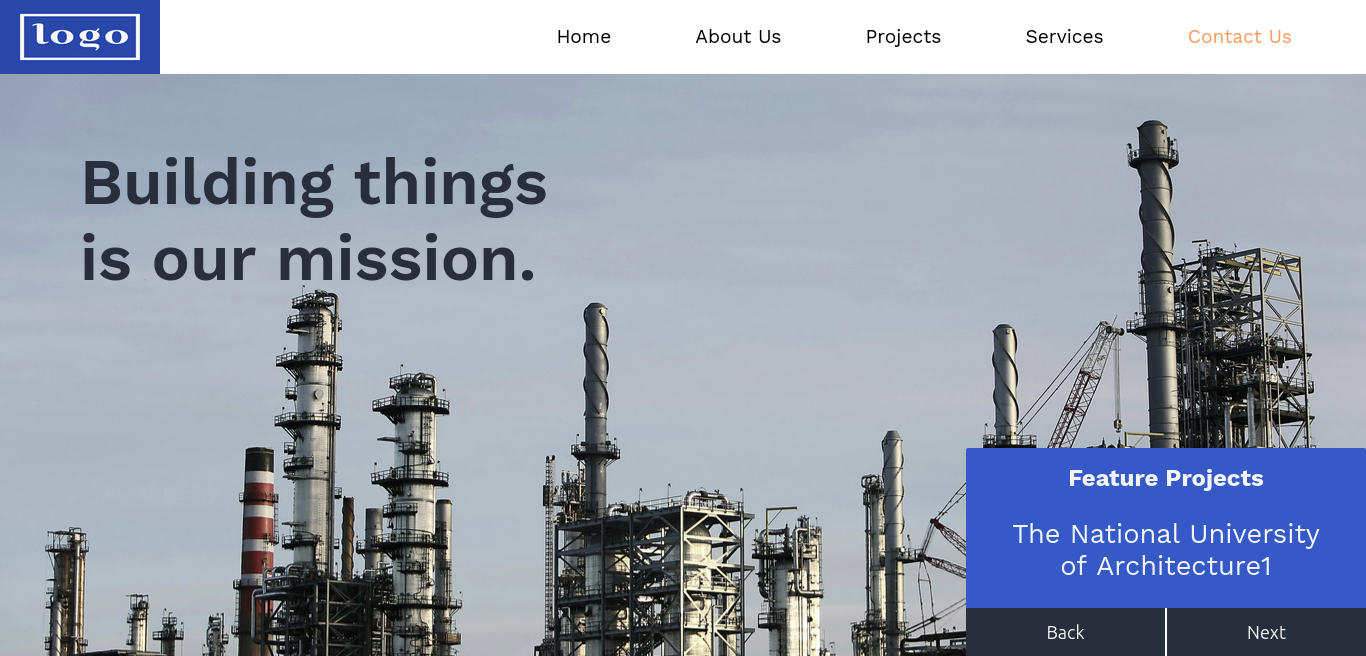 logo
Home
About Us
Projects
Services
Contact Us
Building things
is our mission.
Feature Projects
The National University
of Architecture1
Back
Next